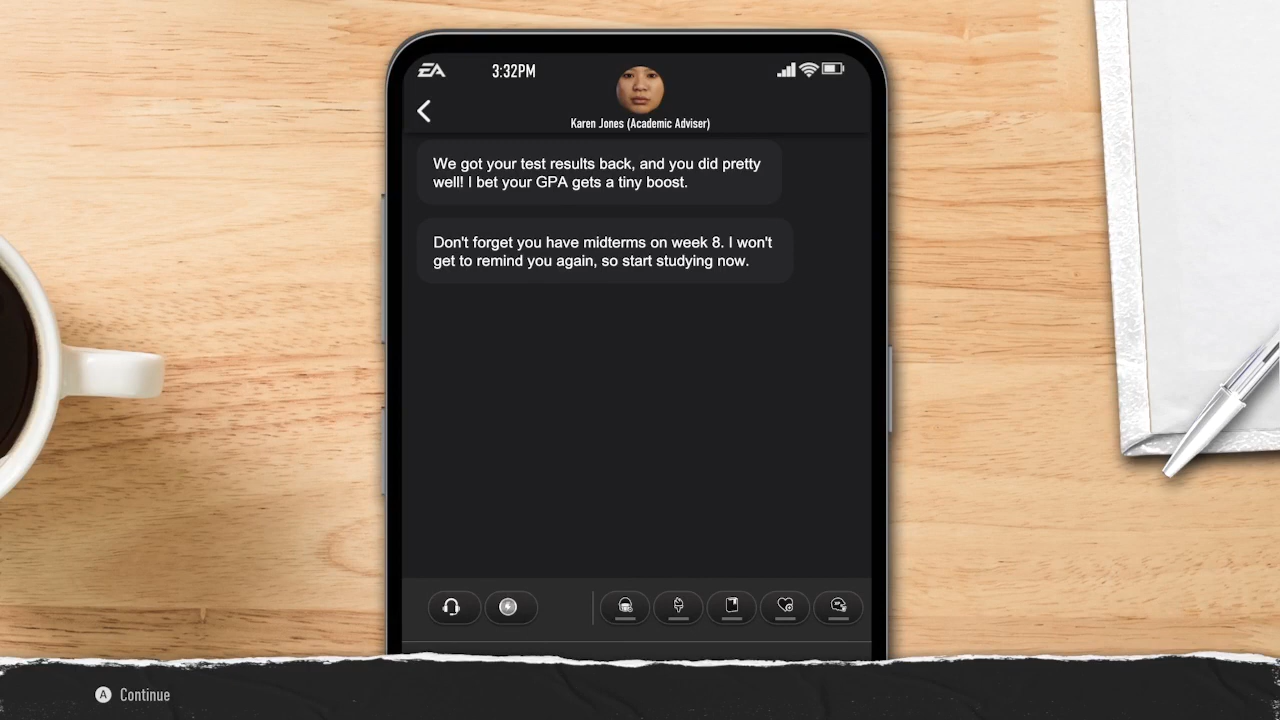 EA
3:32PM
Karen Jones (Academic Adviser)
We got your test results back, and you did pretty
well! I bet your GPA gets a tiny boost.
Don't forget you have midterms on week 8. I won't
get to remind you again, so start studying now.
A Continue